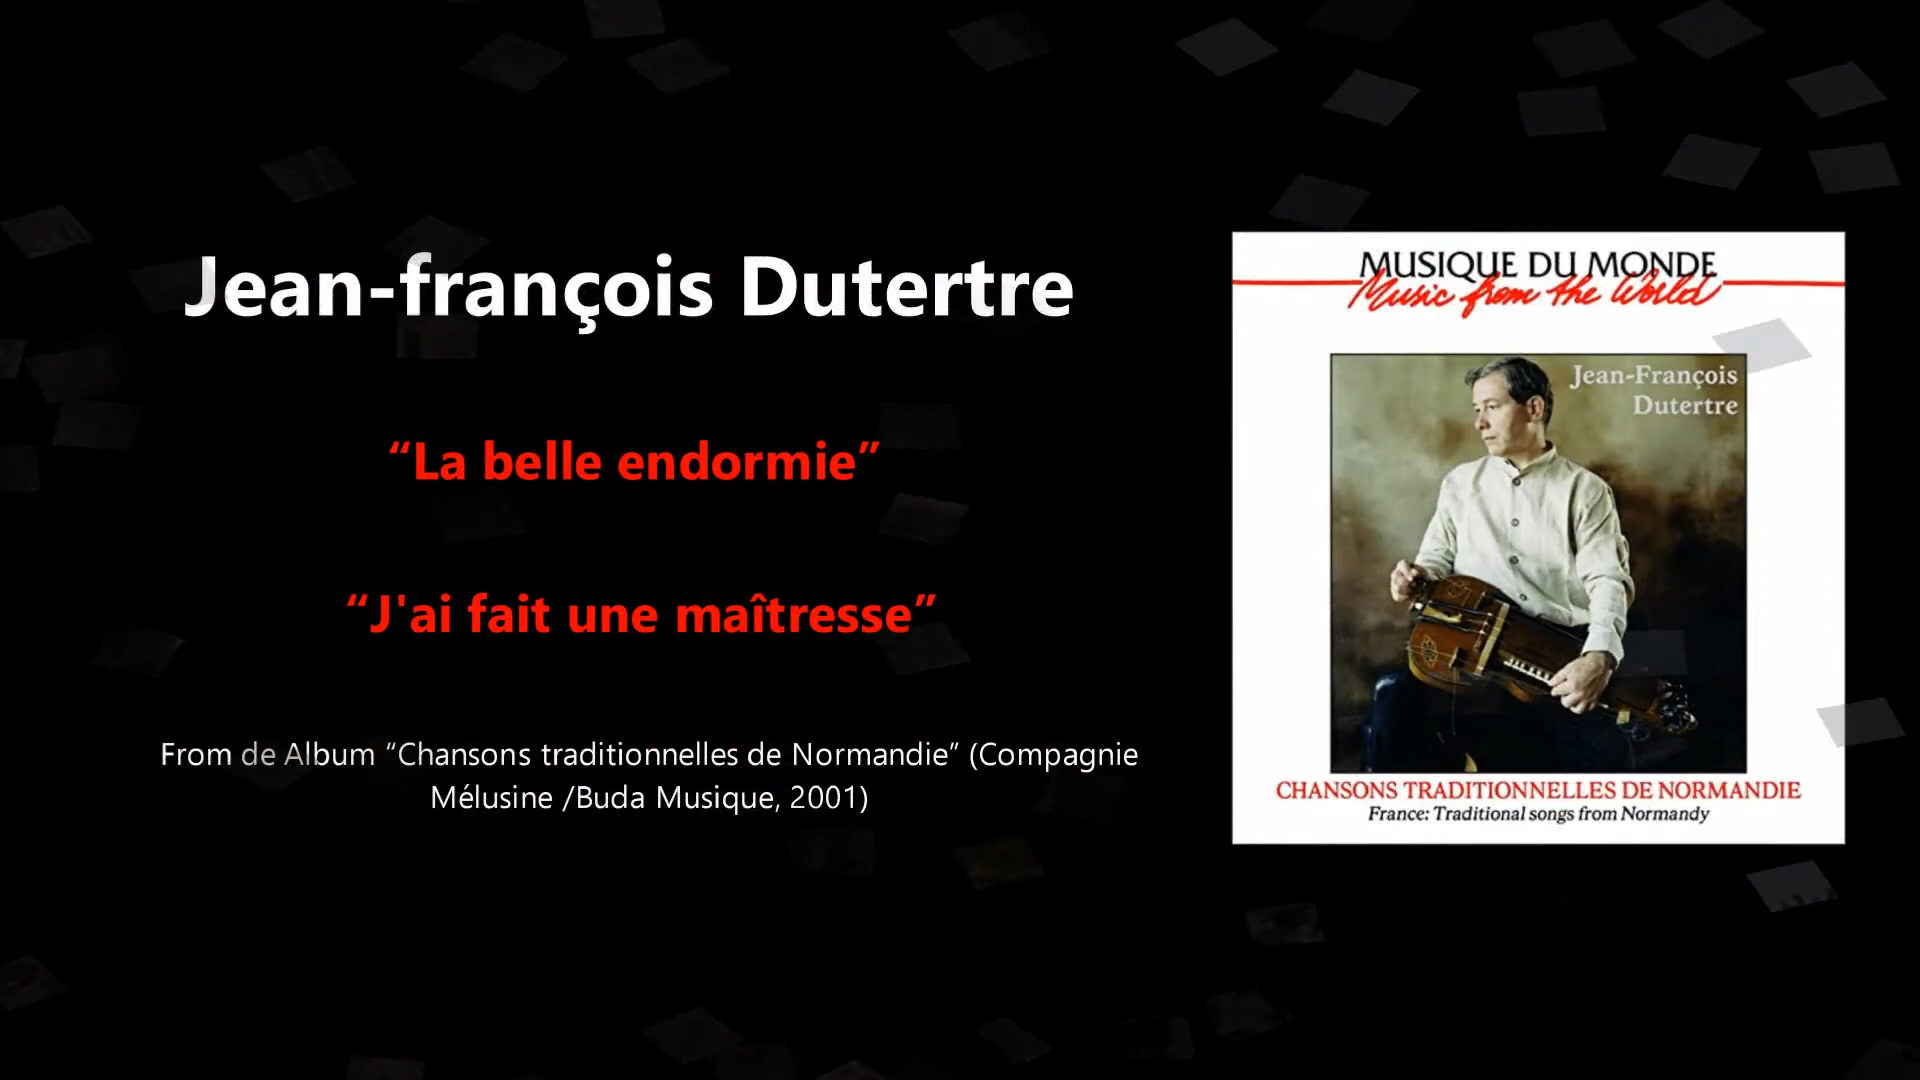 Jean-françois Dutertre
“La belle endormie”
“J'ai fait une maîtresse”
From de Album “Chansons traditionnelles de Normandie” (Compagnie
Mélusine /Buda Musique, 2001)
MUSIQUE DU MONDE
Music from the World
Jean-François
Dutertre
CHANSONS TRADITIONNELLES DE NORMANDIE
France: Traditional songs from Normandy